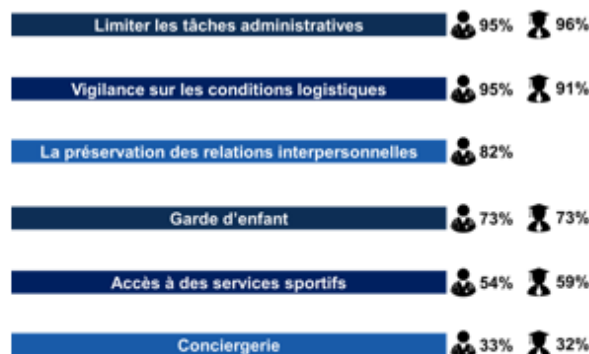 Limiter les tâches administratives 95% 96%
Vigilance sur les conditions logistiques 95% 91%
La préservation des relations interpersonnelles 82%
Garde d'enfant 73% 73%
Accès à des services sportifs 54% 59%
Conciergerie 33% 32%